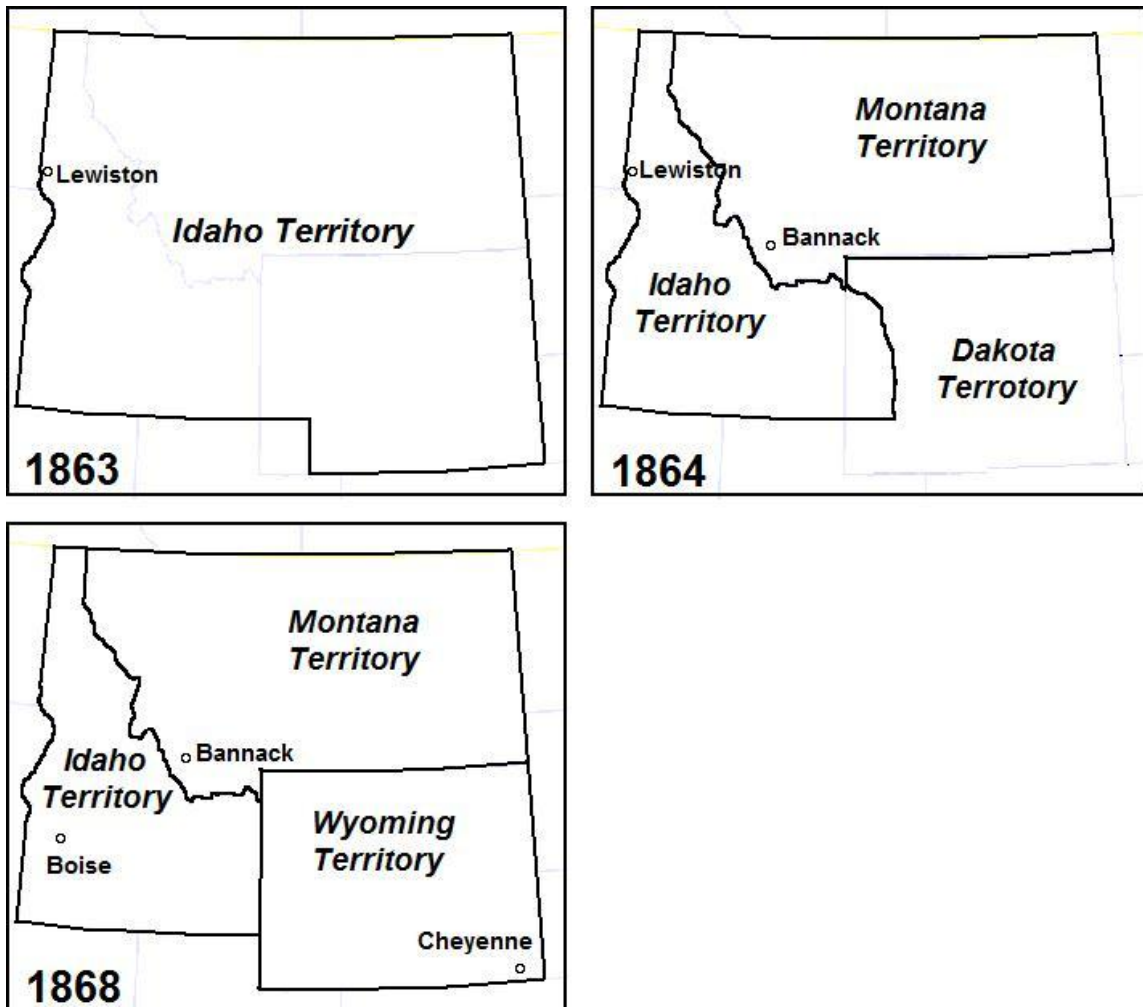 Lewiston
Idaho Territory
1863
Montana
Territory
Lewiston
Bannack
Idaho
Territory
Dakota
Terrotory
1864
Montana
Territory
Bannack
Idaho
Territory
Wyoming
Territory
Boise
Cheyenne
1868